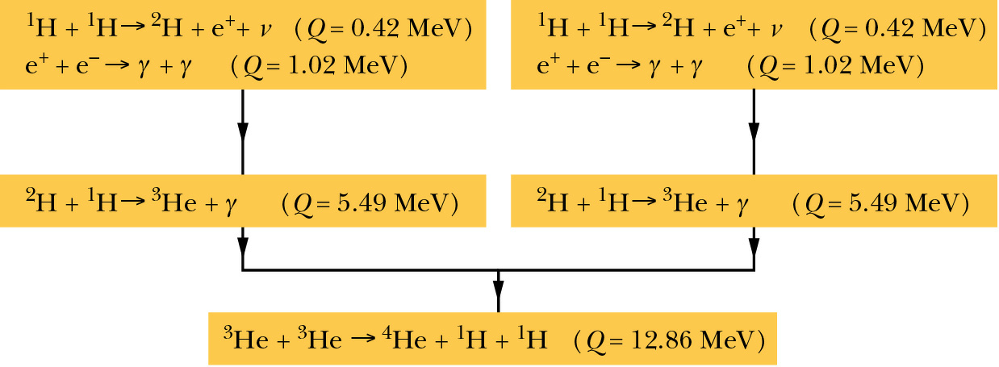 ¹H + ¹H → ²H + e⁺ + ν (Q = 0.42 MeV)
e⁺ + e⁻ → γ + γ (Q = 1.02 MeV)
¹H + ¹H → ²H + e⁺ + ν (Q = 0.42 MeV)
e⁺ + e⁻ → γ + γ (Q = 1.02 MeV)
²H + ¹H → ³He + γ (Q = 5.49 MeV)
²H + ¹H → ³He + γ (Q = 5.49 MeV)
³He + ³He → ⁴He + ¹H + ¹H (Q = 12.86 MeV)